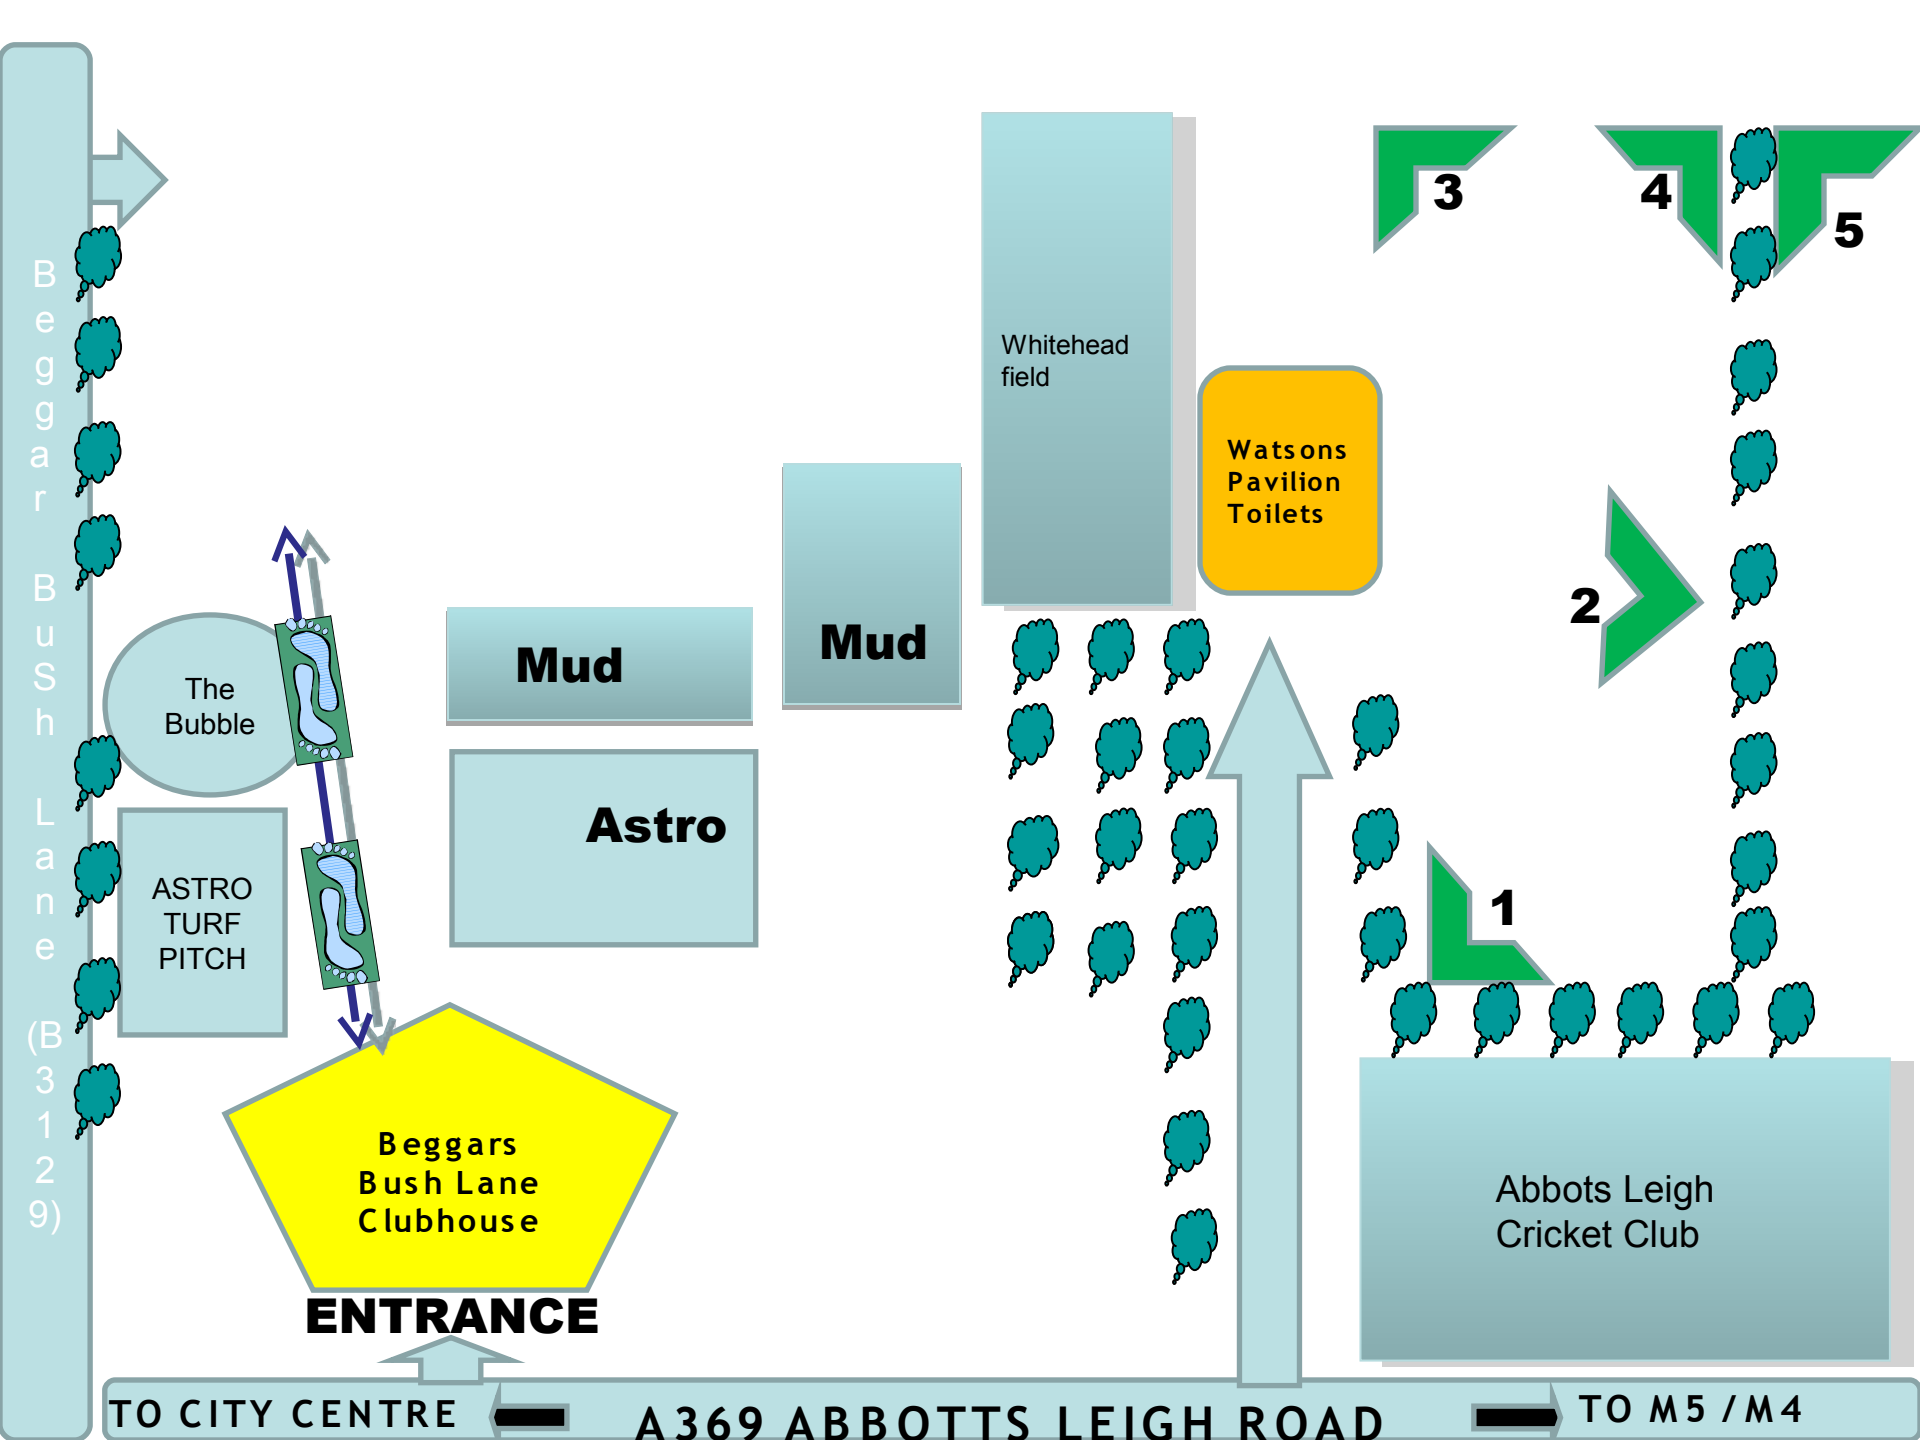 Beggar BuSh Lane (B3129)
3
4
5
Whitehead
field
Watsons
Pavilion
Toilets
2
Mud
Mud
The
Bubble
Astro
ASTRO
TURF
PITCH
1
Beggars
Bush Lane
Clubhouse
Abbots Leigh
Cricket Club
ENTRANCE
TO CITY CENTRE
A369 ABBOTTS LEIGH ROAD
TO M5 / M4